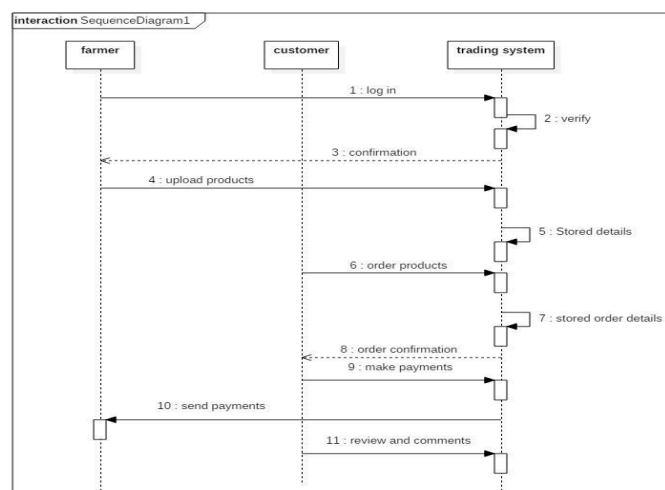 interaction SequenceDiagram1
farmer
customer
trading system
1 : log in
2 : verify
3 : confirmation
4 : upload products
5 : Stored details
6 : order products
7 : stored order details
8 : order confirmation
9 : make payments
10 : send payments
11 : review and comments